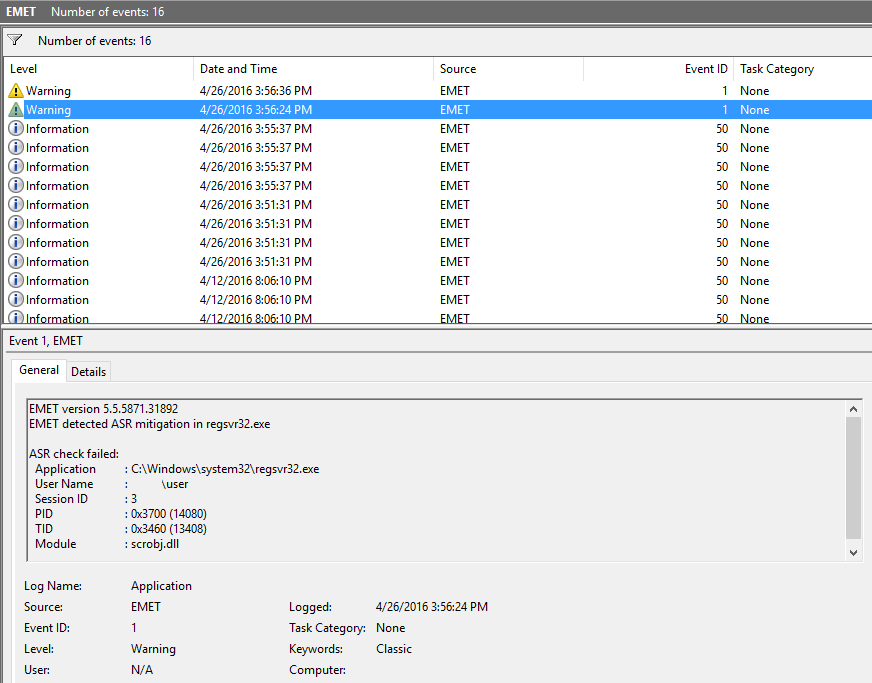 EMET Number of events: 16
Number of events: 16
Level Date and Time Source Event ID Task Category
Warning 4/26/2016 3:56:36 PM EMET 1 None
Warning 4/26/2016 3:56:24 PM EMET 1 None
Information 4/26/2016 3:55:37 PM EMET 50 None
Information 4/26/2016 3:55:37 PM EMET 50 None
Information 4/26/2016 3:55:37 PM EMET 50 None
Information 4/26/2016 3:55:37 PM EMET 50 None
Information 4/26/2016 3:51:31 PM EMET 50 None
Information 4/26/2016 3:51:31 PM EMET 50 None
Information 4/26/2016 3:51:31 PM EMET 50 None
Information 4/26/2016 3:51:31 PM EMET 50 None
Information 4/12/2016 8:06:10 PM EMET 50 None
Information 4/12/2016 8:06:10 PM EMET 50 None
Information 4/12/2016 8:06:10 PM EMET 50 None
Event 1, EMET
General Details
EMET version 5.5.5871.31892
EMET detected ASR mitigation in regsvr32.exe
ASR check failed:
Application : C:\Windows\system32\regsvr32.exe
User Name : \user
Session ID : 3
PID : 0x3700 (14080)
TID : 0x3460 (13408)
Module : scrobj.dll
Log Name: Application
Source: EMET Logged: 4/26/2016 3:56:24 PM
Event ID: 1 Task Category: None
Level: Warning Keywords: Classic
User: N/A Computer: